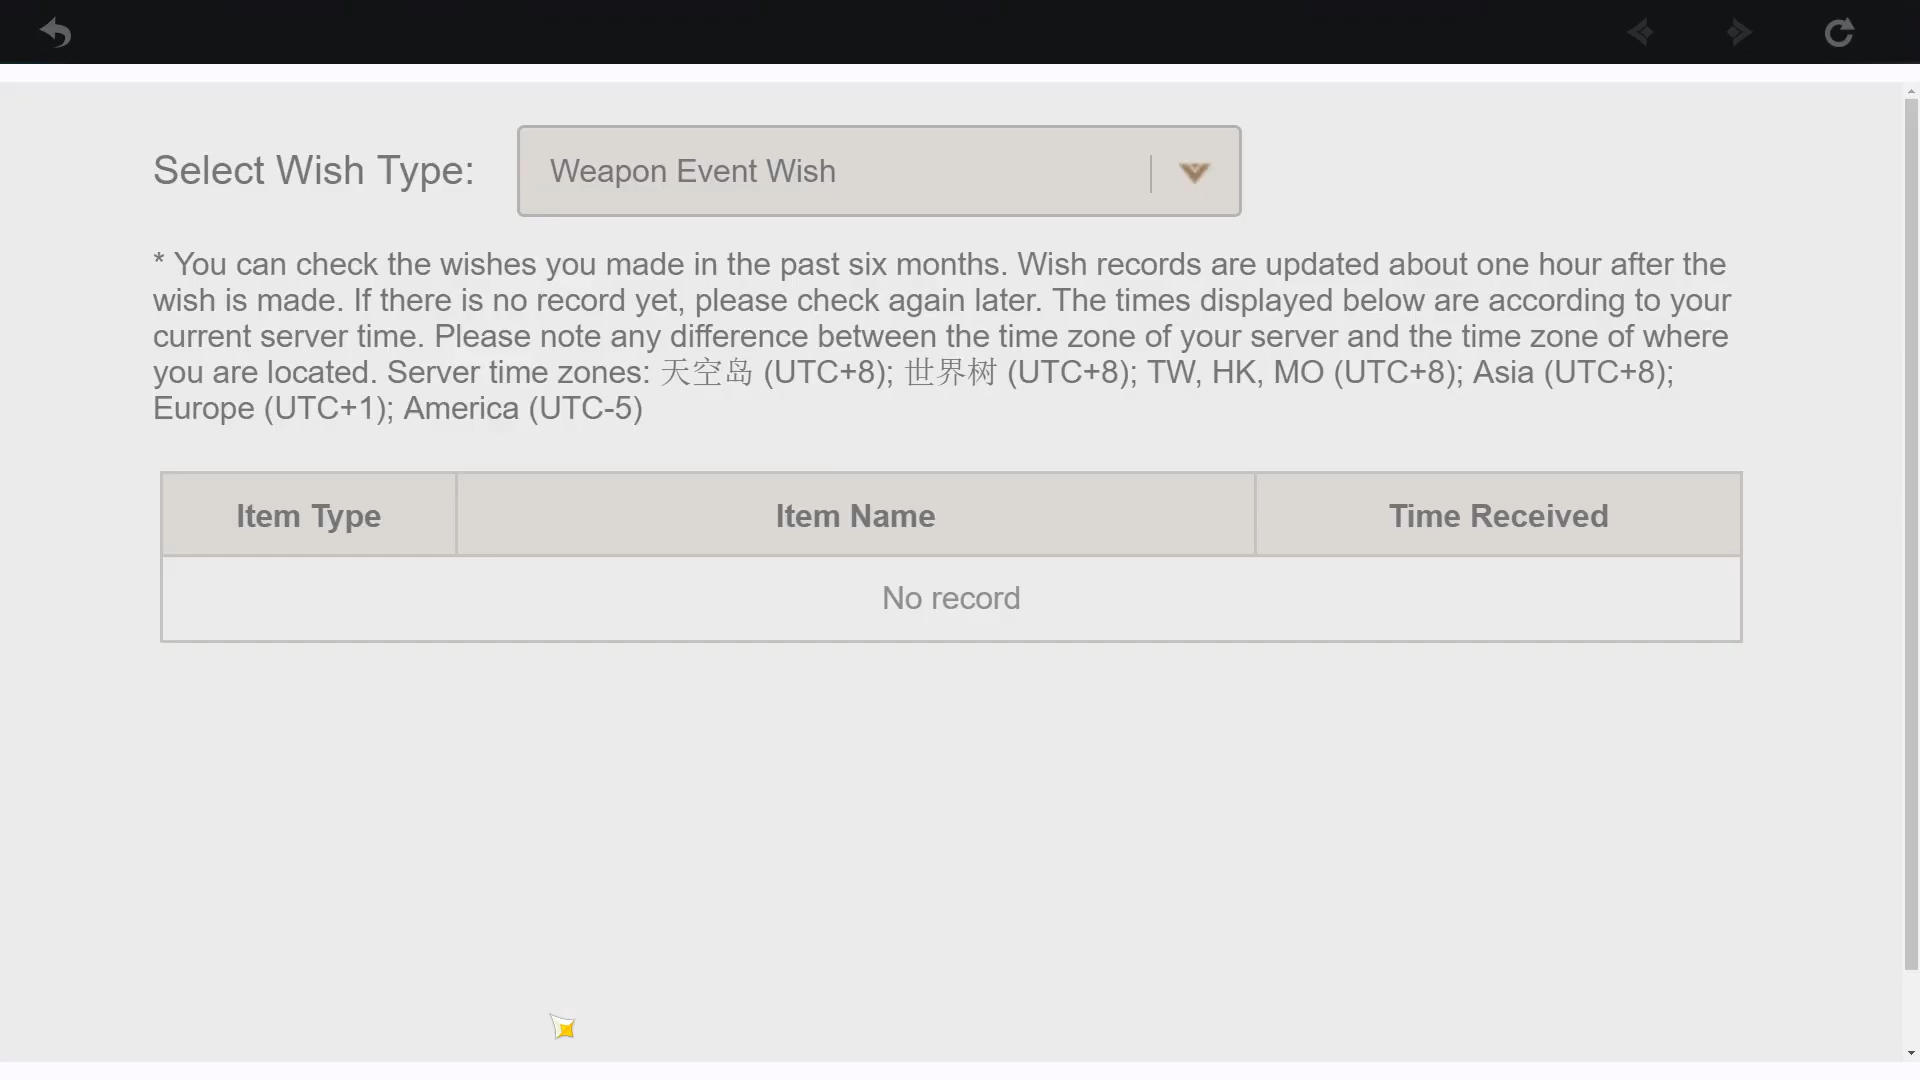 Select Wish Type:
Weapon Event Wish
* You can check the wishes you made in the past six months. Wish records are updated about one hour after the
wish is made. If there is no record yet, please check again later. The times displayed below are according to your
current server time. Please note any difference between the time zone of your server and the time zone of where
you are located. Server time zones: 天空岛 (UTC+8); 世界树 (UTC+8); TW, HK, MO (UTC+8); Asia (UTC+8);
Europe (UTC+1); America (UTC-5)
Item Type
Item Name
Time Received
No record